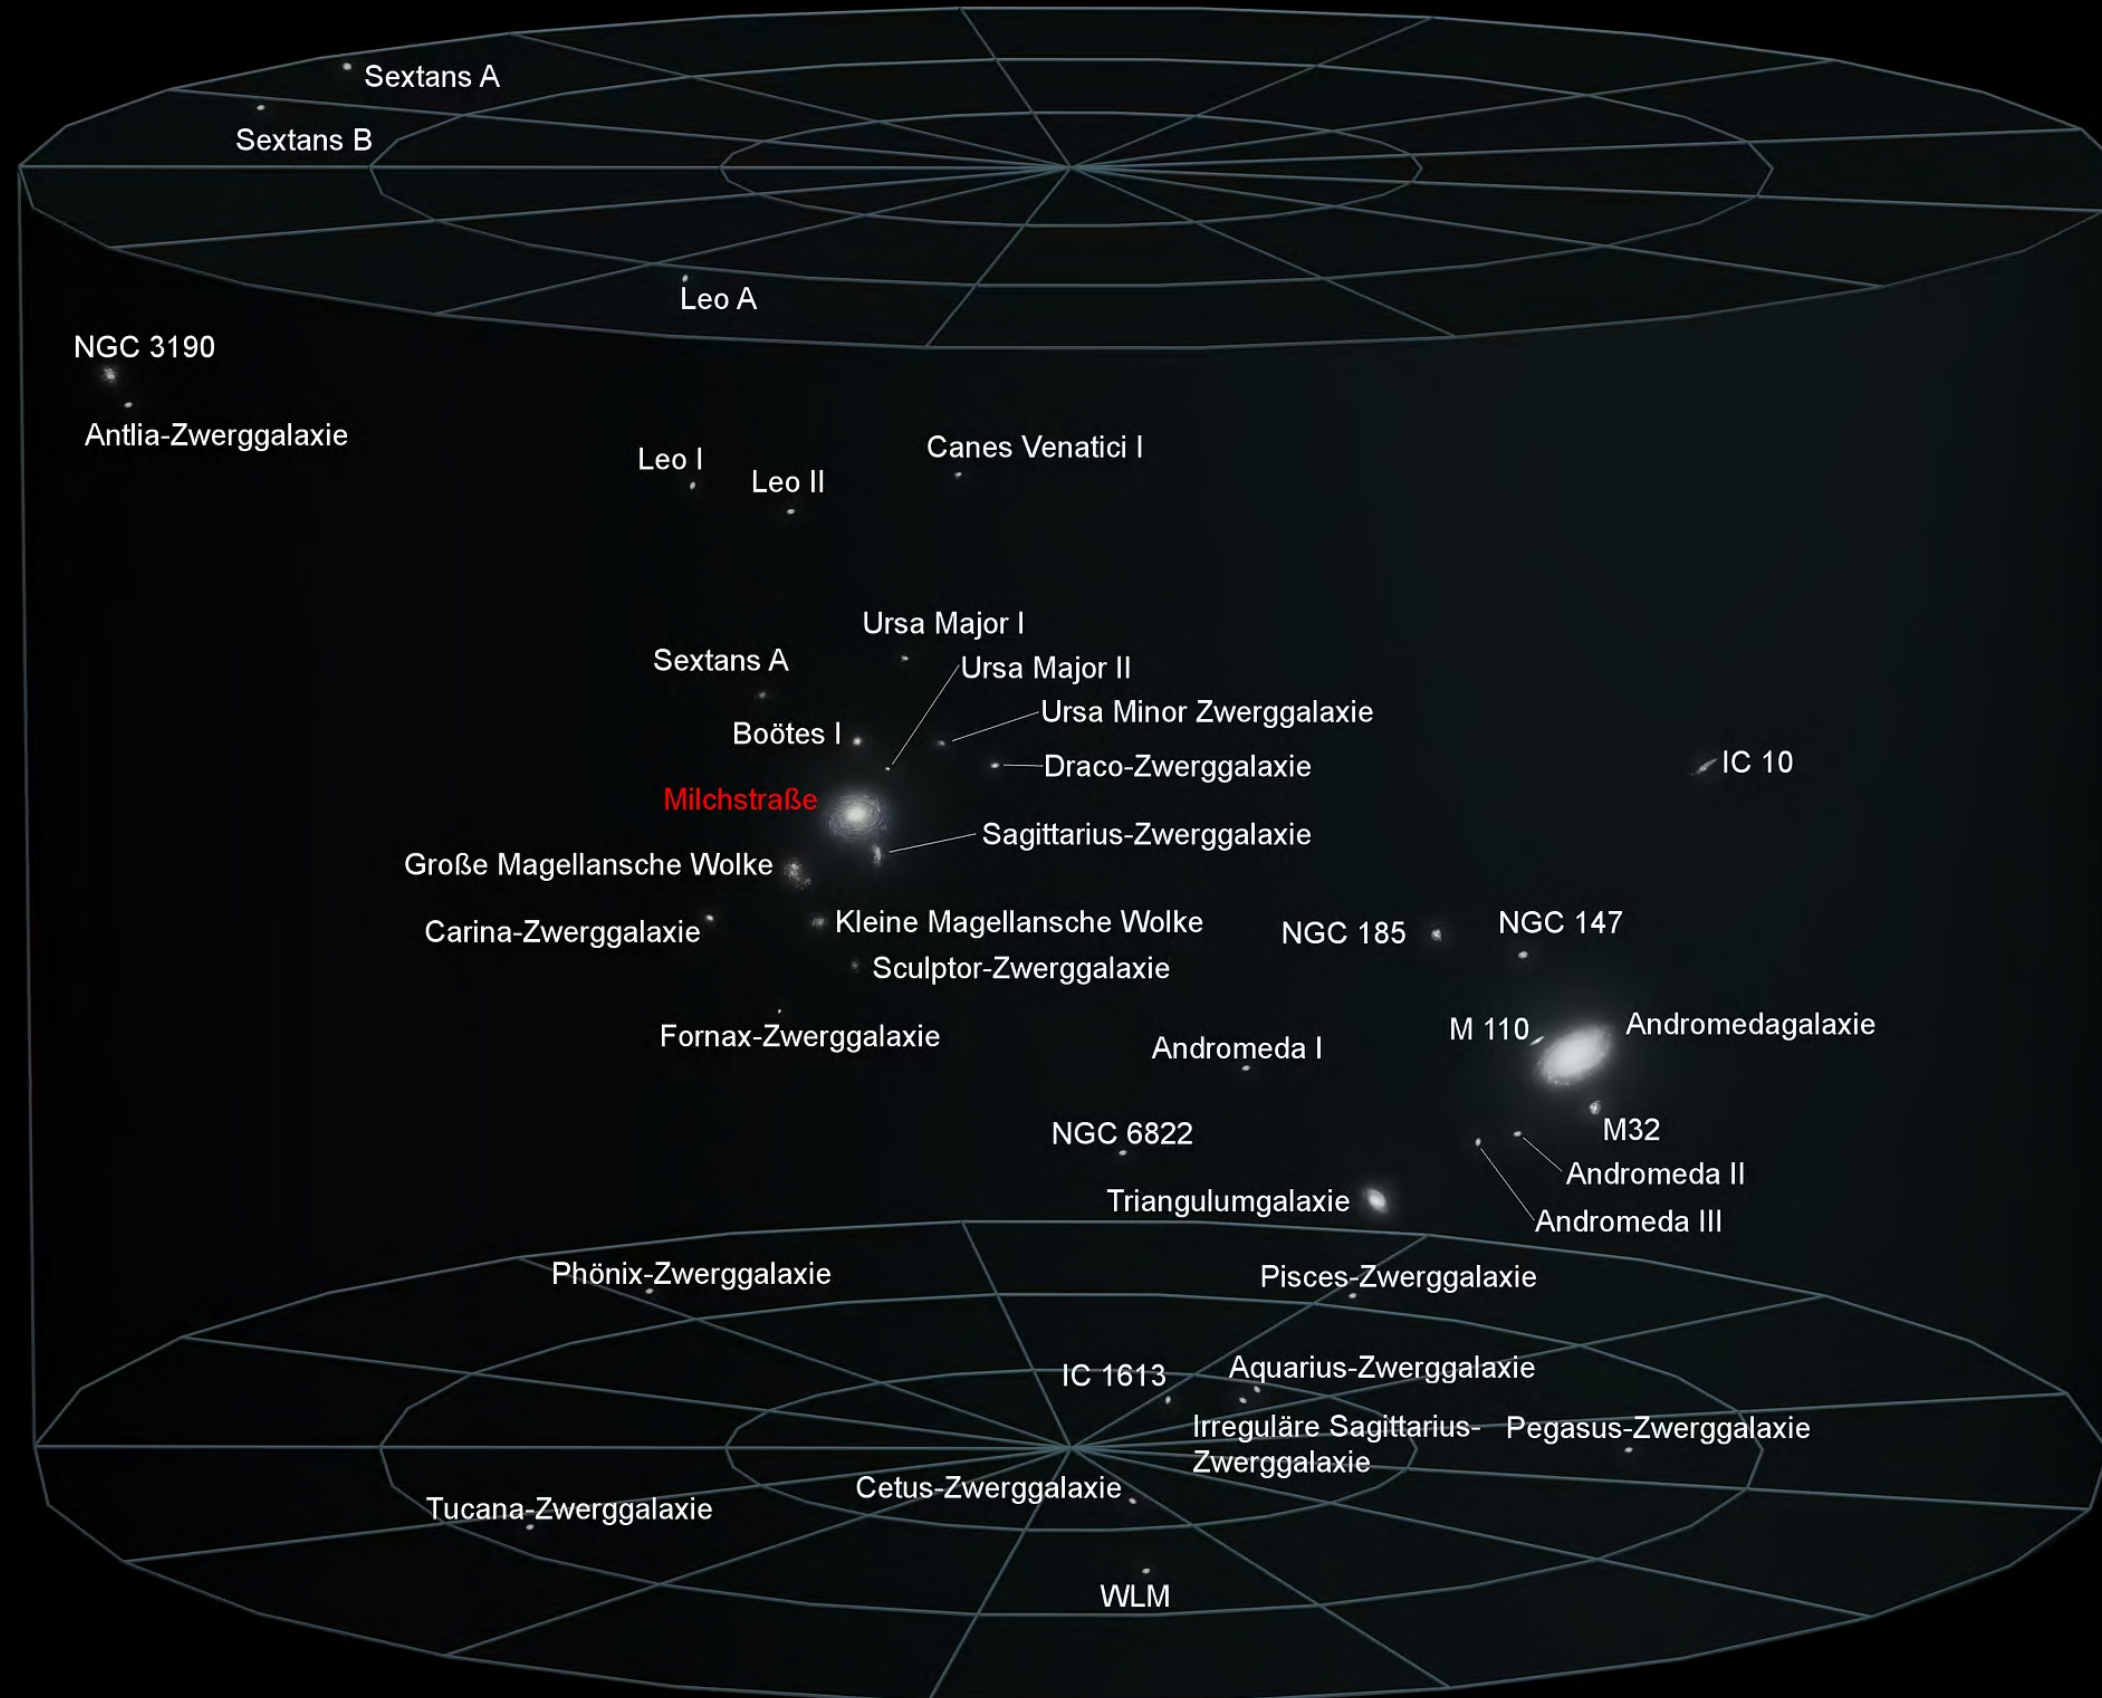 Sextans A
Sextans B
Leo A
NGC 3190
Antlia-Zwerggalaxie
Leo I
Leo II
Canes Venatici I
Ursa Major I
Sextans A
Ursa Major II
Ursa Minor Zwerggalaxie
Boötes I
Draco-Zwerggalaxie
IC 10
Milchstraße
Sagittarius-Zwerggalaxie
Große Magellansche Wolke
Kleine Magellansche Wolke
Carina-Zwerggalaxie
NGC 185
NGC 147
Sculptor-Zwerggalaxie
Fornax-Zwerggalaxie
Andromeda I
M 110
Andromedagalaxie
NGC 6822
M32
Andromeda II
Triangulumgalaxie
Andromeda III
Phönix-Zwerggalaxie
Pisces-Zwerggalaxie
IC 1613
Aquarius-Zwerggalaxie
Irreguläre Sagittarius-
Zwerggalaxie
Pegasus-Zwerggalaxie
Cetus-Zwerggalaxie
Tucana-Zwerggalaxie
WLM